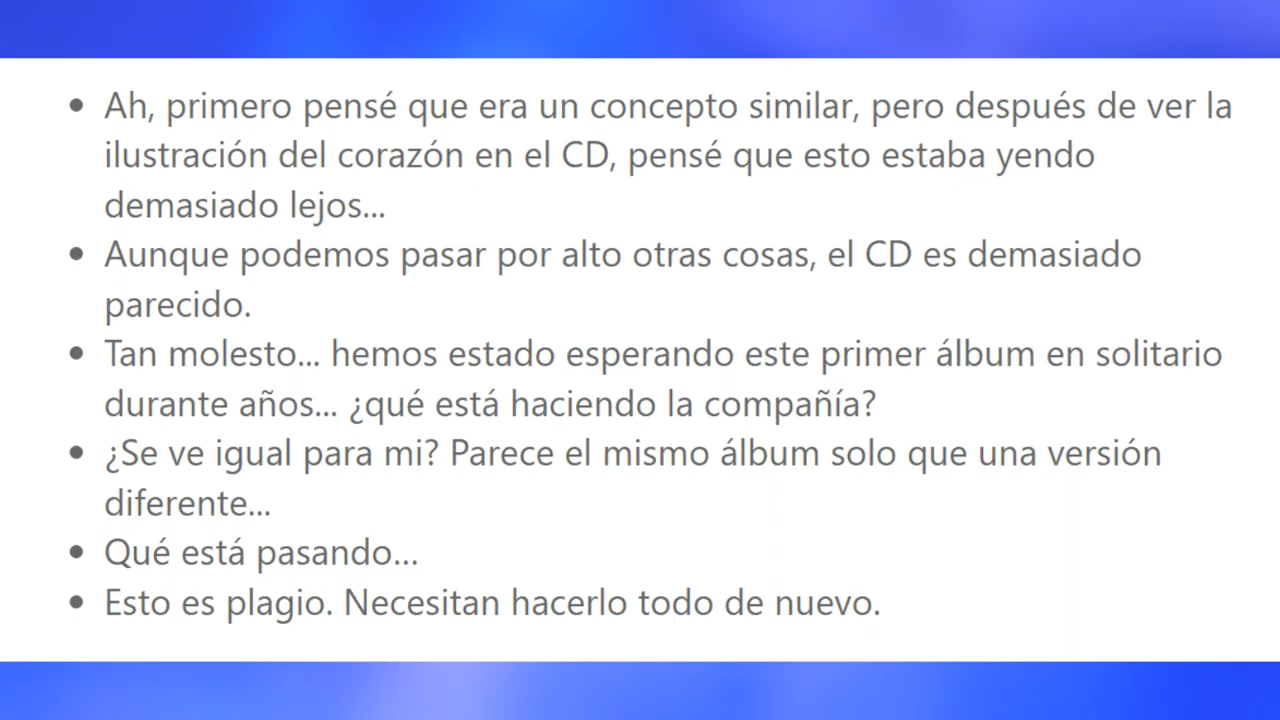 • Ah, primero pensé que era un concepto similar, pero después de ver la
ilustración del corazón en el CD, pensé que esto estaba yendo
demasiado lejos...
• Aunque podemos pasar por alto otras cosas, el CD es demasiado
parecido.
• Tan molesto... hemos estado esperando este primer álbum en solitario
durante años... ¿qué está haciendo la compañía?
• ¿Se ve igual para mi? Parece el mismo álbum solo que una versión
diferente...
• Qué está pasando...
• Esto es plagio. Necesitan hacerlo todo de nuevo.